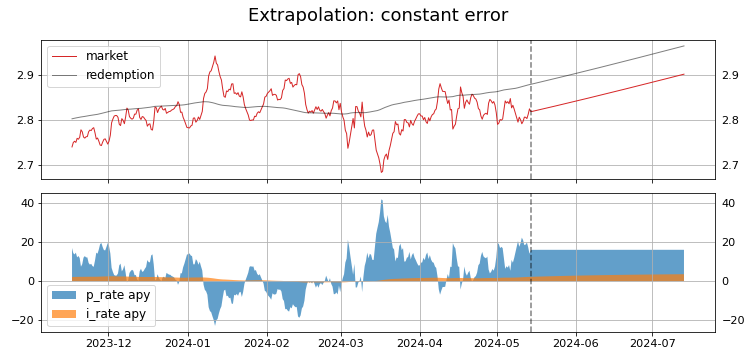 Extrapolation: constant error
market
redemption
2.9
2.8
2.7
2.9
2.8
2.7
40
20
0
−20
40
20
0
−20
p_rate apy
i_rate apy
2023-12 2024-01 2024-02 2024-03 2024-04 2024-05 2024-06 2024-07